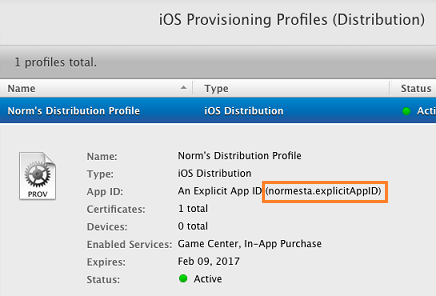 iOS Provisioning Profiles (Distribution)
1 profiles total.
Name Type Status
Norm's Distribution Profile iOS Distribution Active
PROV
Name: Norm's Distribution Profile
Type: iOS Distribution
App ID: An Explicit App ID (normesta.explicitAppID)
Certificates: 1 total
Devices: 0 total
Enabled Services: Game Center, In-App Purchase
Expires: Feb 09, 2017
Status: Active